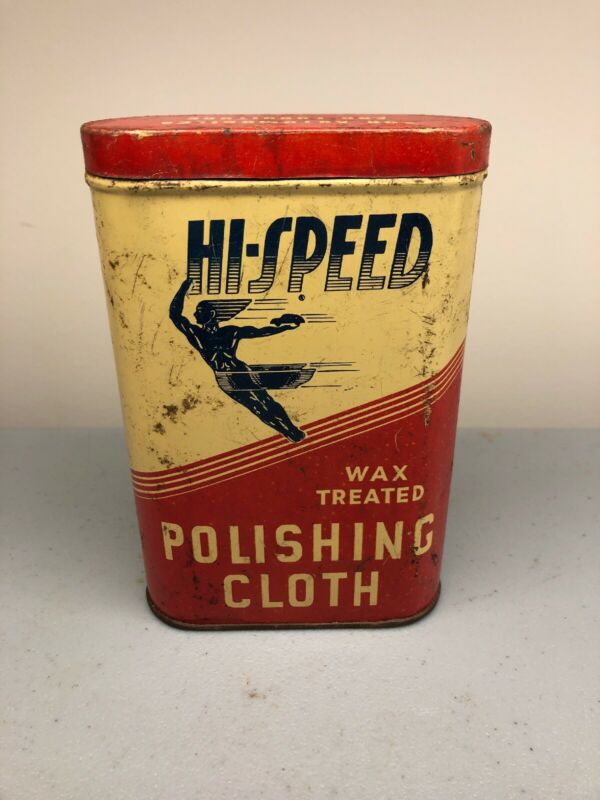 HI-SPEED
®
WAX
TREATED
POLISHING
CLOTH